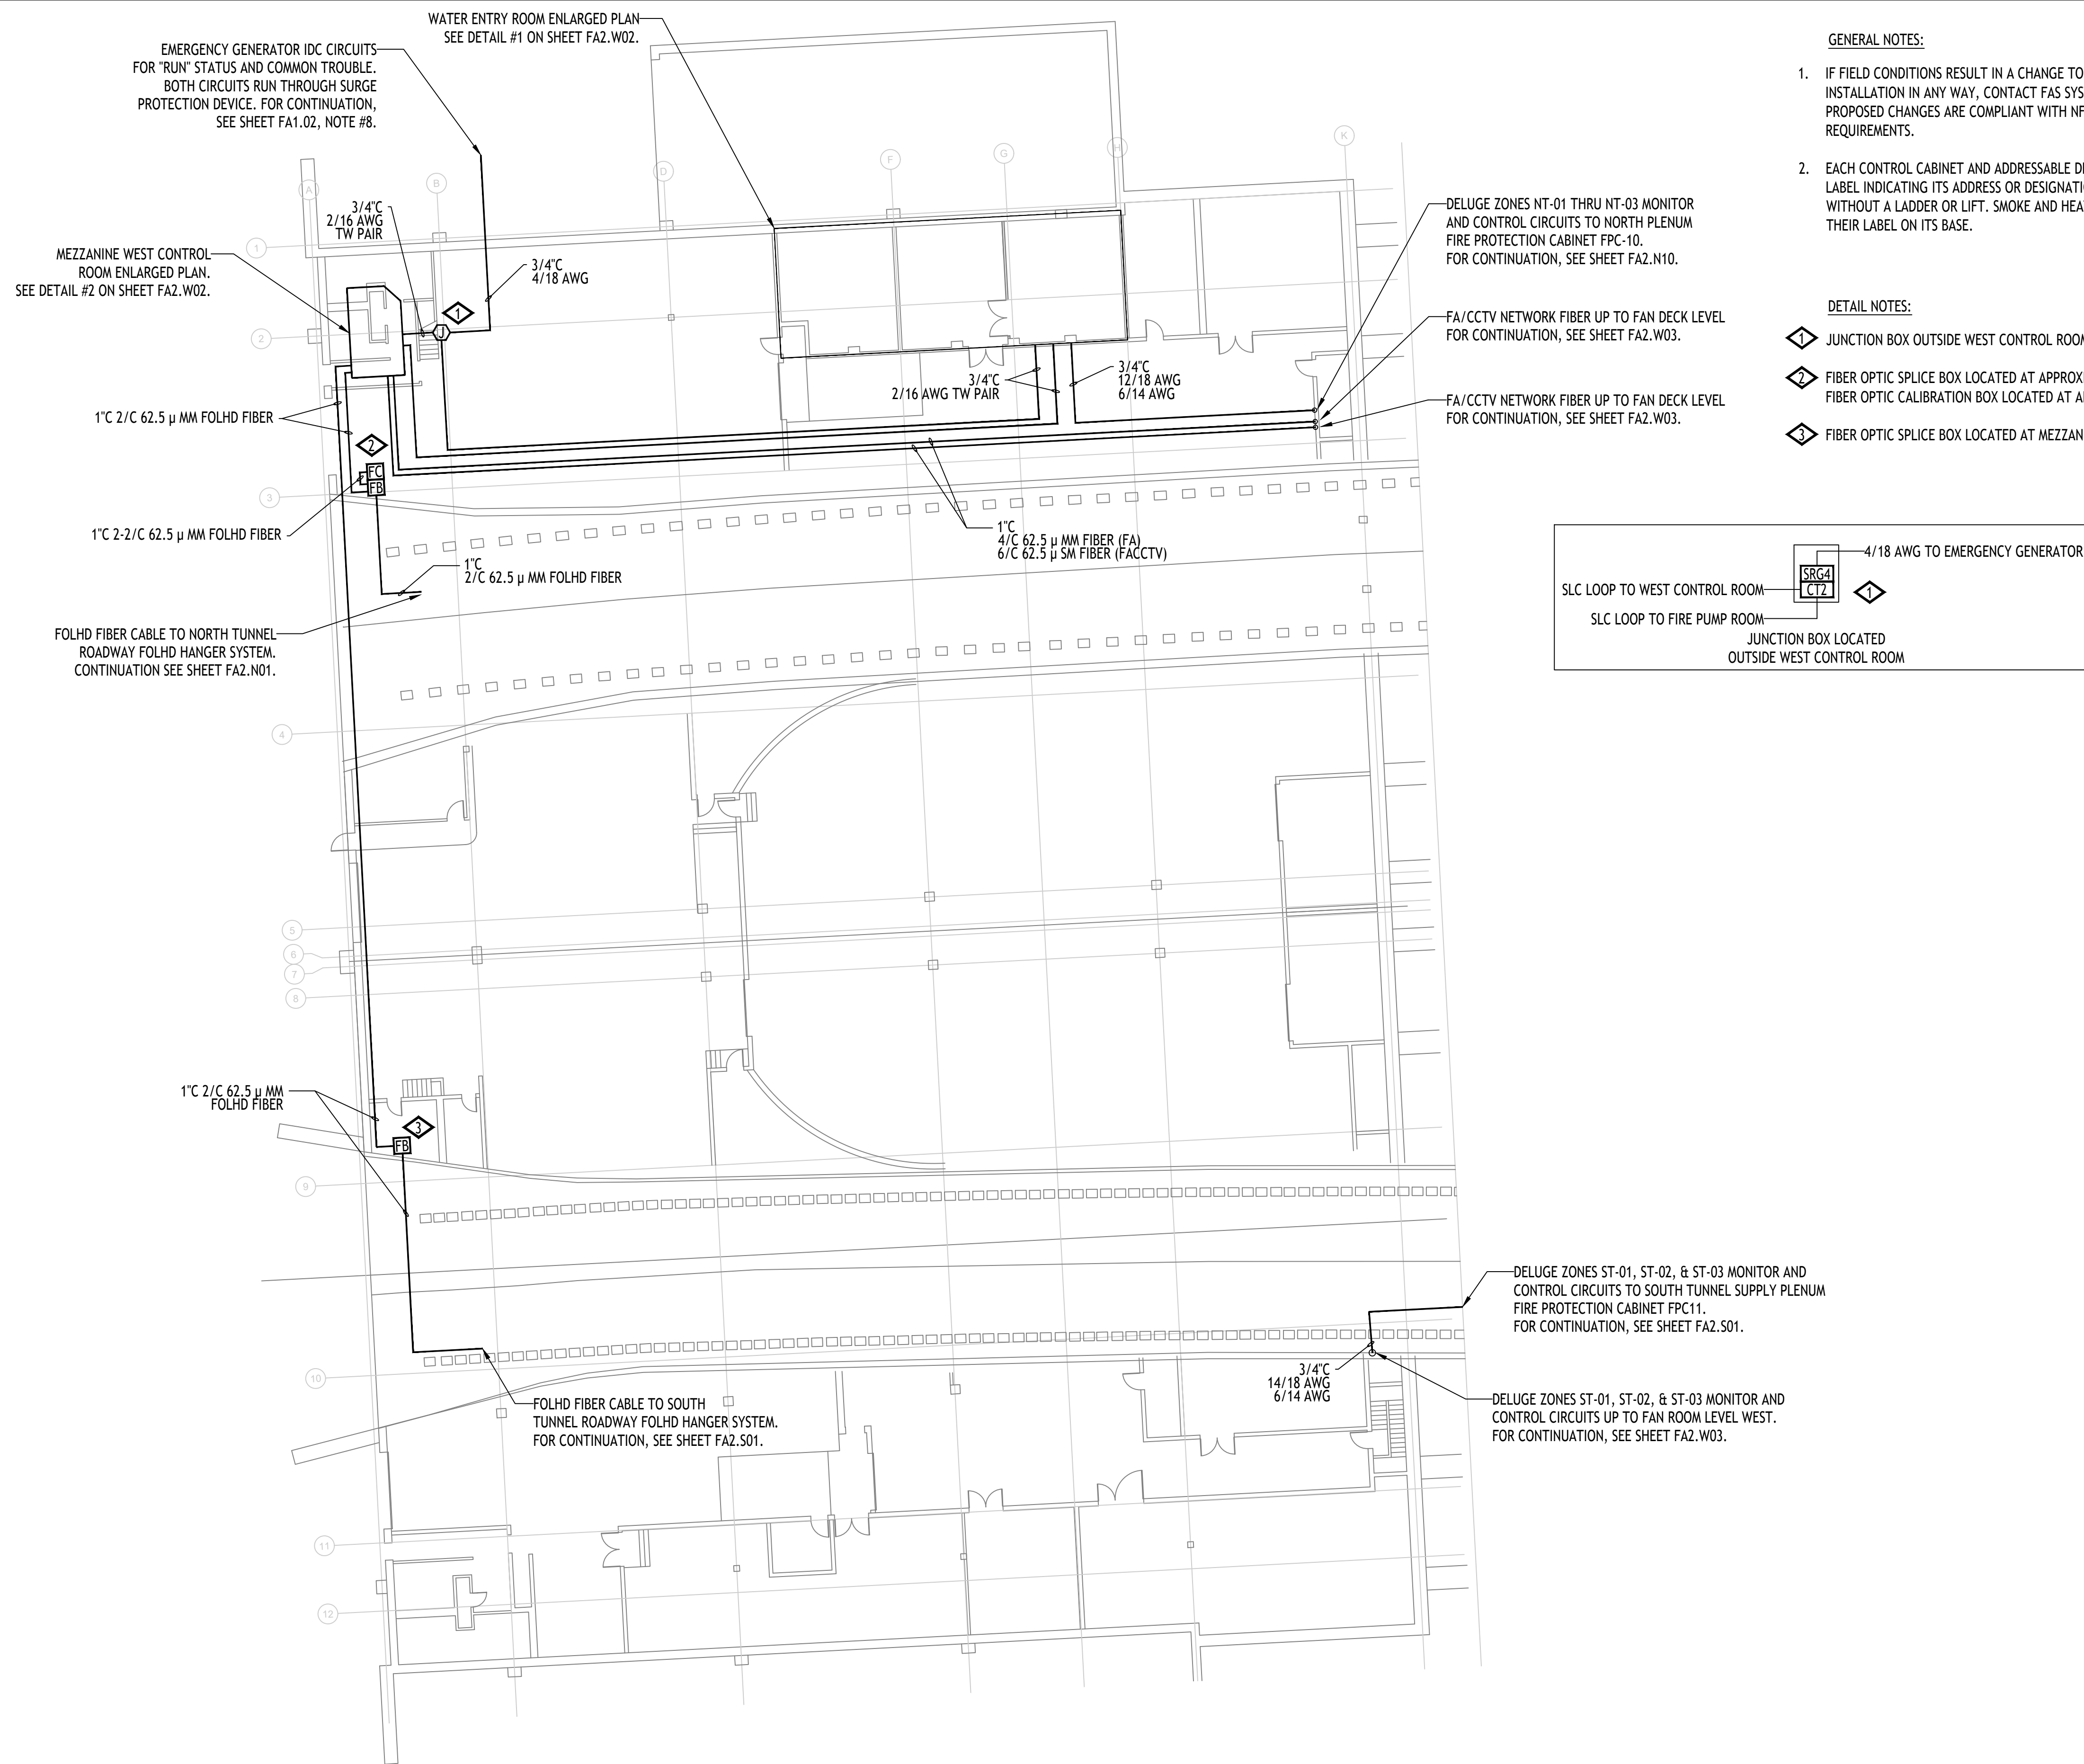 WATER ENTRY ROOM ENLARGED PLAN
SEE DETAIL #1 ON SHEET FA2.W02.
EMERGENCY GENERATOR IDC CIRCUITS
FOR "RUN" STATUS AND COMMON TROUBLE.
BOTH CIRCUITS RUN THROUGH SURGE
PROTECTION DEVICE. FOR CONTINUATION,
SEE SHEET FA1.02, NOTE #8.
A
B
D
F
G
H
K
3/4"C
2/16 AWG
TW PAIR
3/4"C
4/18 AWG
MEZZANINE WEST CONTROL
ROOM ENLARGED PLAN.
SEE DETAIL #2 ON SHEET FA2.W02.
1
2
J
1
DELUGE ZONES NT-01 THRU NT-03 MONITOR
AND CONTROL CIRCUITS TO NORTH PLENUM
FIRE PROTECTION CABINET FPC-10.
FOR CONTINUATION, SEE SHEET FA2.N10.
FA/CCTV NETWORK FIBER UP TO FAN DECK LEVEL
FOR CONTINUATION, SEE SHEET FA2.W03.
FA/CCTV NETWORK FIBER UP TO FAN DECK LEVEL
FOR CONTINUATION, SEE SHEET FA2.W03.
3/4"C
2/16 AWG TW PAIR
3/4"C
12/18 AWG
6/14 AWG
1"C 2/C 62.5 µ MM FOLHD FIBER
2
FC
FB
3
1"C 2-2/C 62.5 µ MM FOLHD FIBER
1"C
2/C 62.5 µ MM FOLHD FIBER
1"C
4/C 62.5 µ MM FIBER (FA)
6/C 62.5 µ SM FIBER (FACCTV)
FOLHD FIBER CABLE TO NORTH TUNNEL
ROADWAY FOLHD HANGER SYSTEM.
CONTINUATION SEE SHEET FA2.N01.
4
5
6
7
8
1"C 2/C 62.5 µ MM
FOLHD FIBER
3
FB
9
10
FOLHD FIBER CABLE TO SOUTH
TUNNEL ROADWAY FOLHD HANGER SYSTEM.
FOR CONTINUATION, SEE SHEET FA2.S01.
3/4"C
14/18 AWG
6/14 AWG
DELUGE ZONES ST-01, ST-02, & ST-03 MONITOR AND
CONTROL CIRCUITS TO SOUTH TUNNEL SUPPLY PLENUM
FIRE PROTECTION CABINET FPC11.
FOR CONTINUATION, SEE SHEET FA2.S01.
DELUGE ZONES ST-01, ST-02, & ST-03 MONITOR AND
CONTROL CIRCUITS UP TO FAN ROOM LEVEL WEST.
FOR CONTINUATION, SEE SHEET FA2.W03.
11
12
GENERAL NOTES:
1. IF FIELD CONDITIONS RESULT IN A CHANGE TO
INSTALLATION IN ANY WAY, CONTACT FAS SYS
PROPOSED CHANGES ARE COMPLIANT WITH NF
REQUIREMENTS.
2. EACH CONTROL CABINET AND ADDRESSABLE
LABEL INDICATING ITS ADDRESS OR DESIGNATI
WITHOUT A LADDER OR LIFT. SMOKE AND HEA
THEIR LABEL ON ITS BASE.
DETAIL NOTES:
1 JUNCTION BOX OUTSIDE WEST CONTROL ROOM
2 FIBER OPTIC SPLICE BOX LOCATED AT APPROXI
FIBER OPTIC CALIBRATION BOX LOCATED AT
3 FIBER OPTIC SPLICE BOX LOCATED AT MEZZAN
4/18 AWG TO EMERGENCY GENERATOR
SRG4
CT2
1
SLC LOOP TO WEST CONTROL ROOM
SLC LOOP TO FIRE PUMP ROOM
JUNCTION BOX LOCATED
OUTSIDE WEST CONTROL ROOM